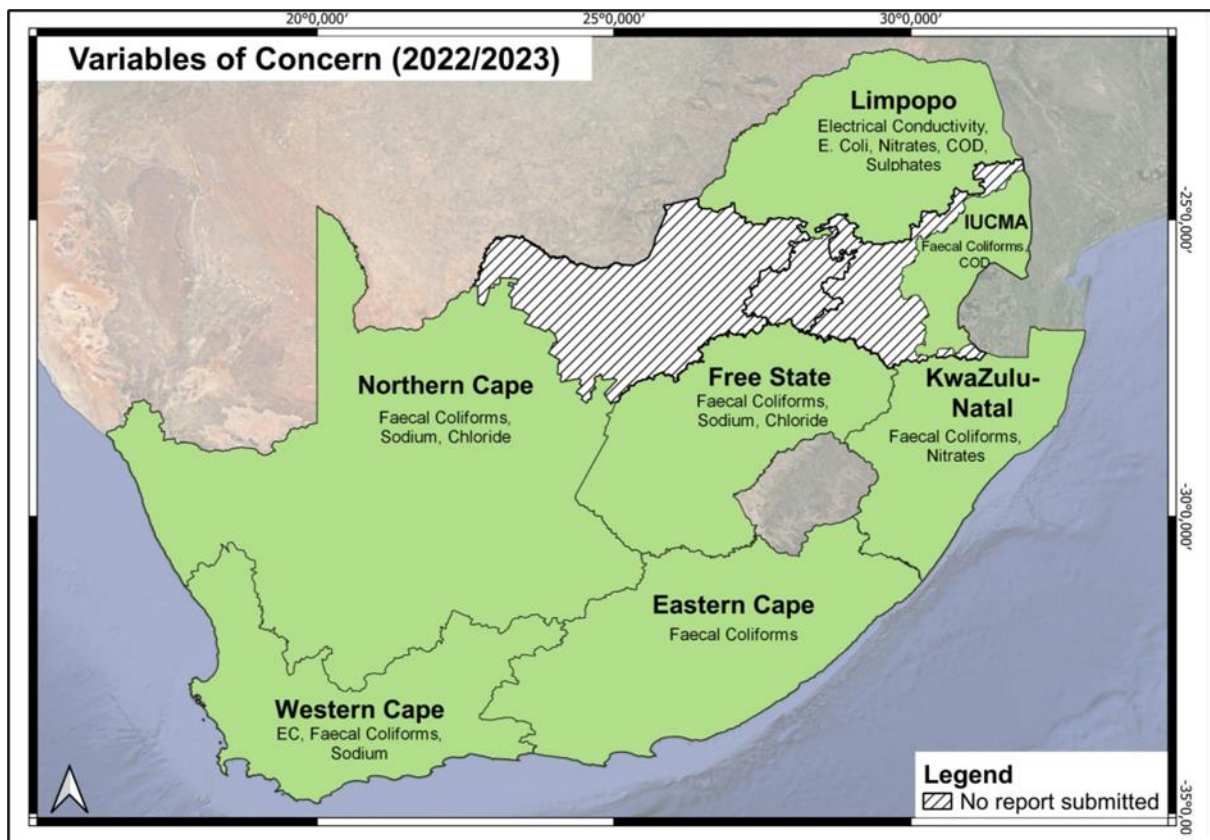 20°0,000'
25°0,000'
30°0,000'
Variables of Concern (2022/2023)
Limpopo
Electrical Conductivity,
E. Coli, Nitrates, COD,
Sulphates
-25°0,000'
IUCMA
Faecal Coliforms,
COD
Northern Cape
Faecal Coliforms,
Sodium, Chloride
Free State
Faecal Coliforms,
Sodium, Chloride
KwaZulu-
Natal
Faecal Coliforms,
Nitrates
-30°0,000'
Eastern Cape
Faecal Coliforms
Western Cape
EC, Faecal Coliforms,
Sodium
Legend
No report submitted
-35°0,00